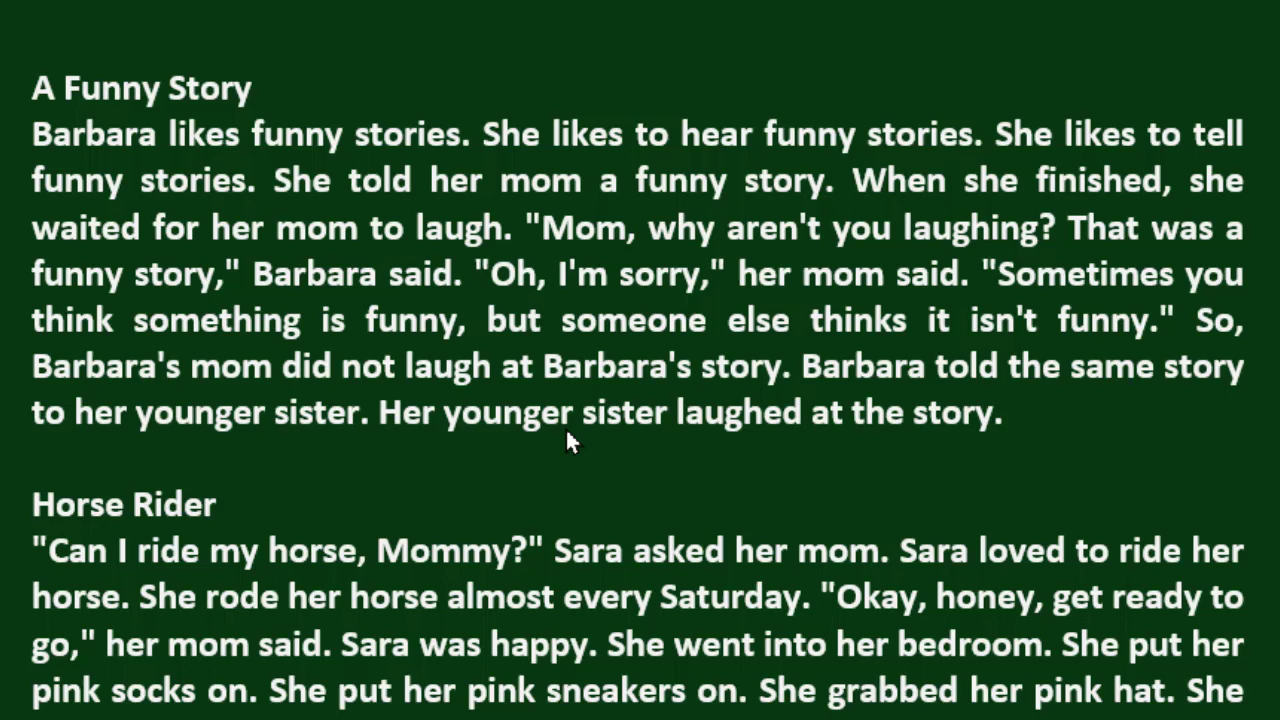 A Funny Story
Barbara likes funny stories. She likes to hear funny stories. She likes to tell
funny stories. She told her mom a funny story. When she finished, she
waited for her mom to laugh. "Mom, why aren't you laughing? That was a
funny story," Barbara said. "Oh, I'm sorry," her mom said. "Sometimes you
think something is funny, but someone else thinks it isn't funny." So,
Barbara's mom did not laugh at Barbara's story. Barbara told the same story
to her younger sister. Her younger sister laughed at the story.
Horse Rider
"Can I ride my horse, Mommy?" Sara asked her mom. Sara loved to ride her
horse. She rode her horse almost every Saturday. "Okay, honey, get ready to
go," her mom said. Sara was happy. She went into her bedroom. She put her
pink socks on. She put her pink sneakers on. She grabbed her pink hat. She